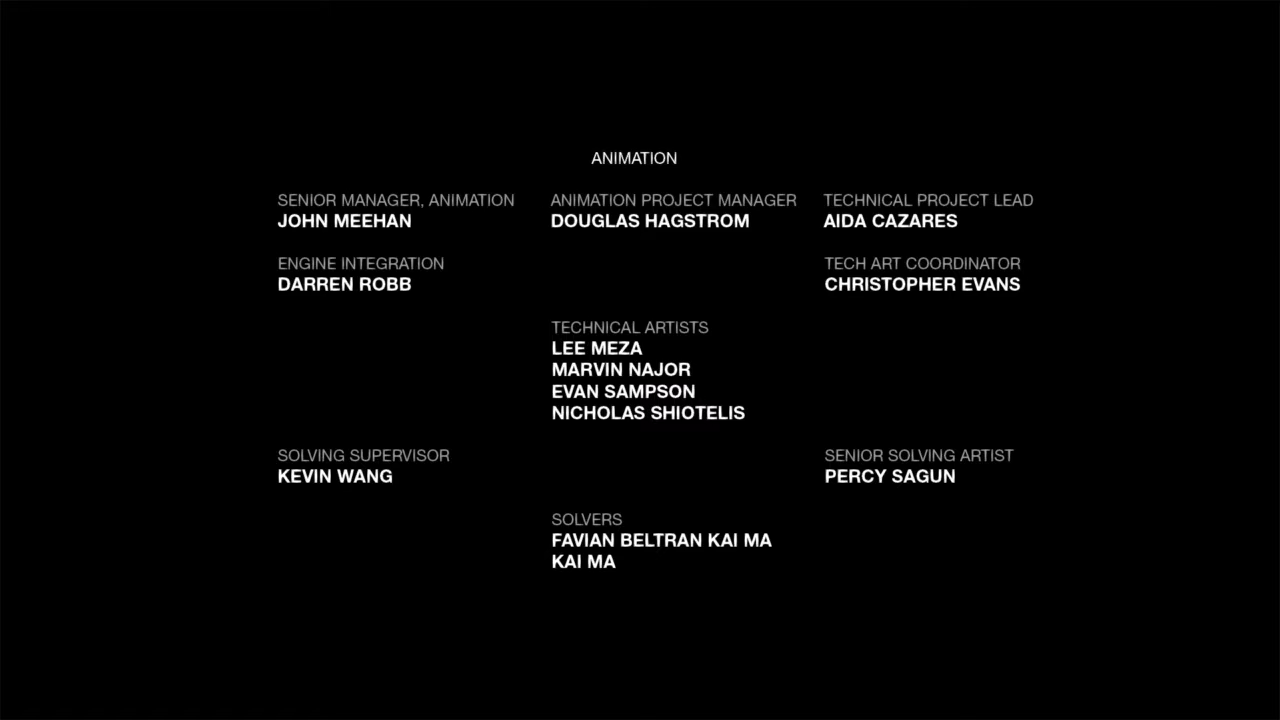 ANIMATION
SENIOR MANAGER, ANIMATION
JOHN MEEHAN
ANIMATION PROJECT MANAGER
DOUGLAS HAGSTROM
TECHNICAL PROJECT LEAD
AIDA CAZARES
ENGINE INTEGRATION
DARREN ROBB
TECH ART COORDINATOR
CHRISTOPHER EVANS
TECHNICAL ARTISTS
LEE MEZA
MARVIN NAJOR
EVAN SAMPSON
NICHOLAS SHIOTELIS
SOLVING SUPERVISOR
KEVIN WANG
SENIOR SOLVING ARTIST
PERCY SAGUN
SOLVERS
FAVIAN BELTRAN KAI MA
KAI MA